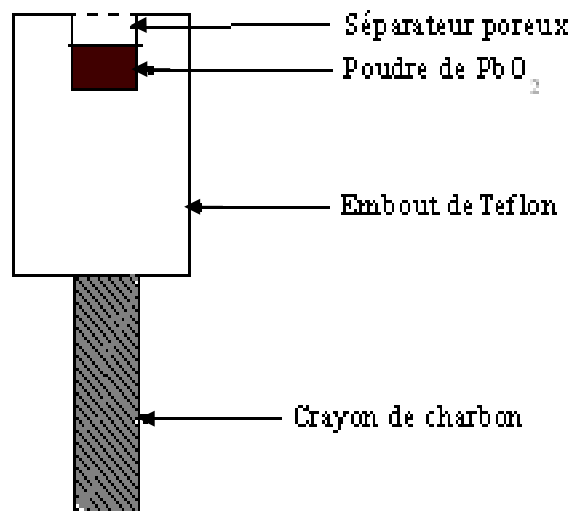 Séparateur poreux
Poudre de PbO₂
Embout de Teflon
Crayon de charbon